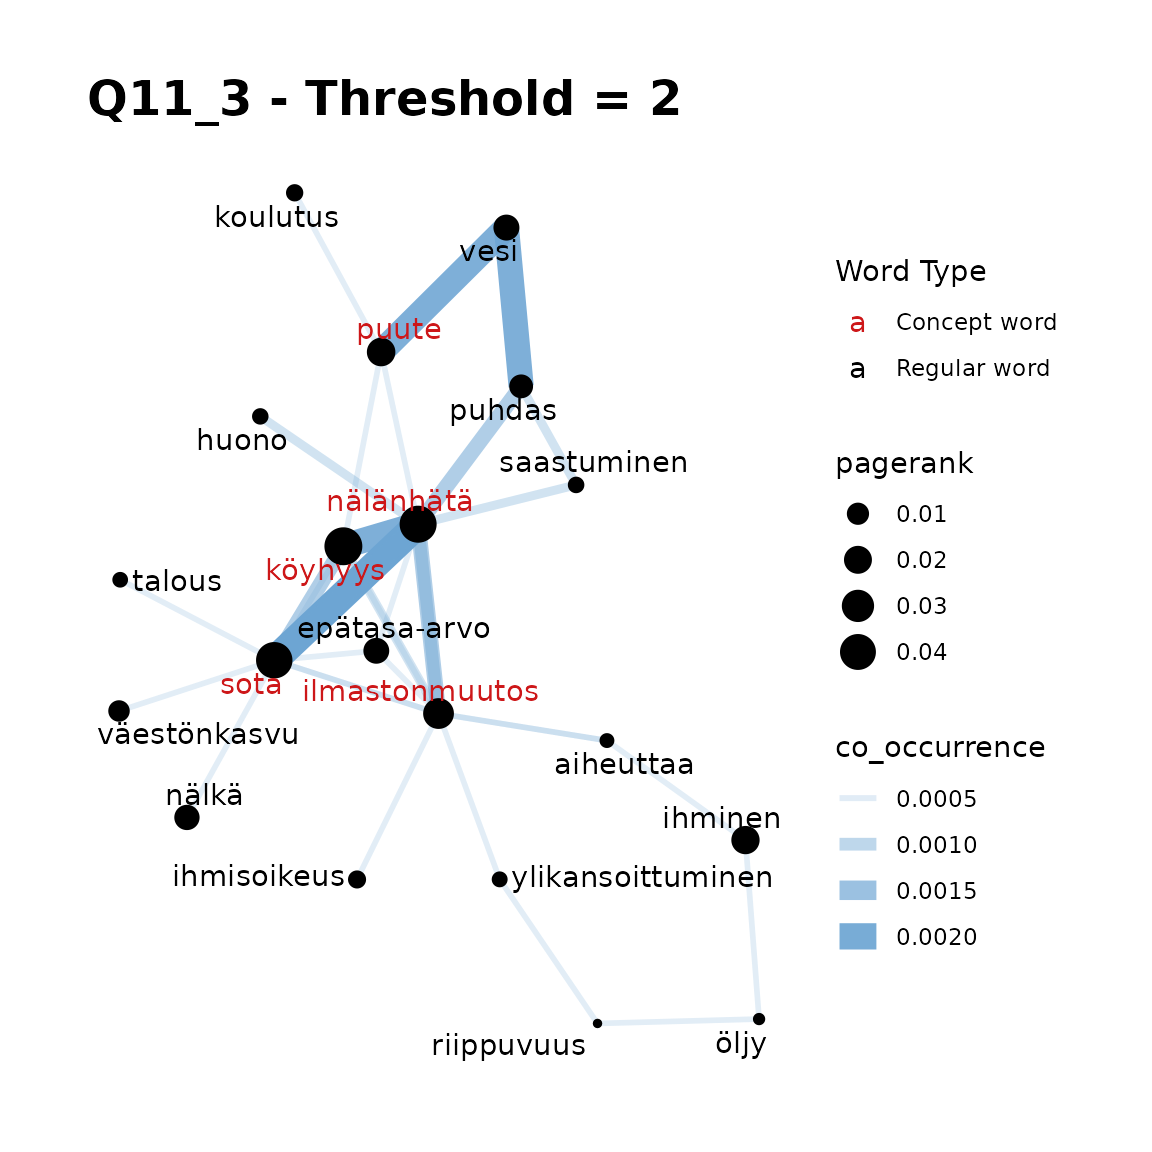 Q11_3 - Threshold = 2
koulutus
vesi
puute
puhdas
huono
saastuminen
nälänhätä
köyhyys
talous
epätasa-arvo
sota
ilmastonmuutos
väestönkasvu
aiheuttaa
nälkä
ihminen
ihmisoikeus
ylikansoittuminen
riippuvuus
öljy
Word Type
a Concept word
a Regular word
pagerank
0.01
0.02
0.03
0.04
co_occurrence
0.0005
0.0010
0.0015
0.0020